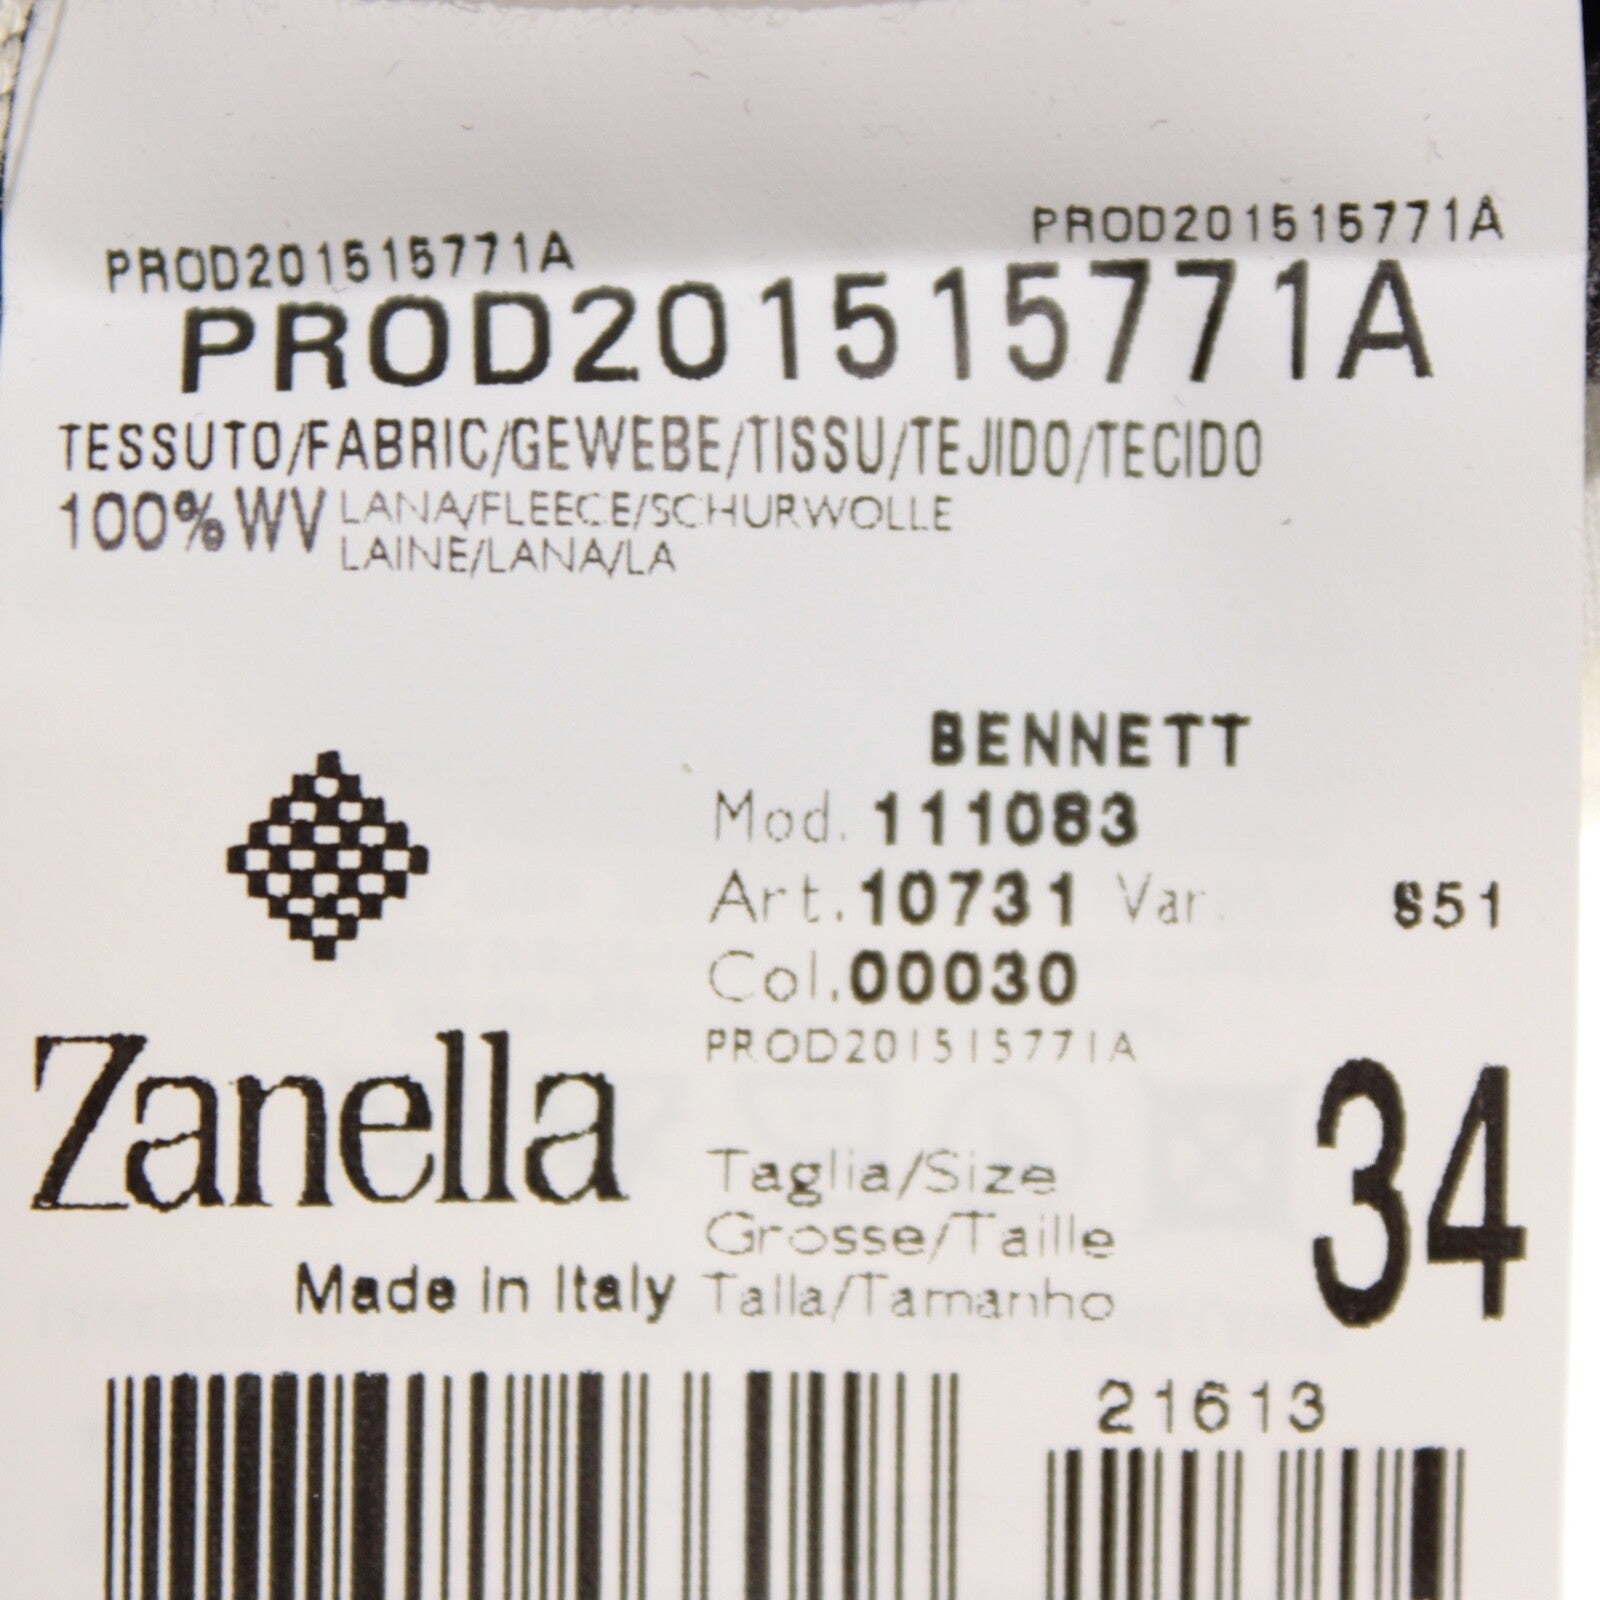 PROD201515771A
PROD201515771A
PROD201515771A
TESSUTO/FABRIC/GEWEBE/TISSU/TEJIDO/TECIDO
100%WV LANA/FLEECE/SCHURWOLLE
LAINE/LANA/LA
BENNETT
Mod. 111083
Art. 10731 Var. S51
Col. 00030
PROD201515771A
Zanella
34
Taglia/Size
Grosse/Taille
Made in Italy Talla/Tamanho
21613